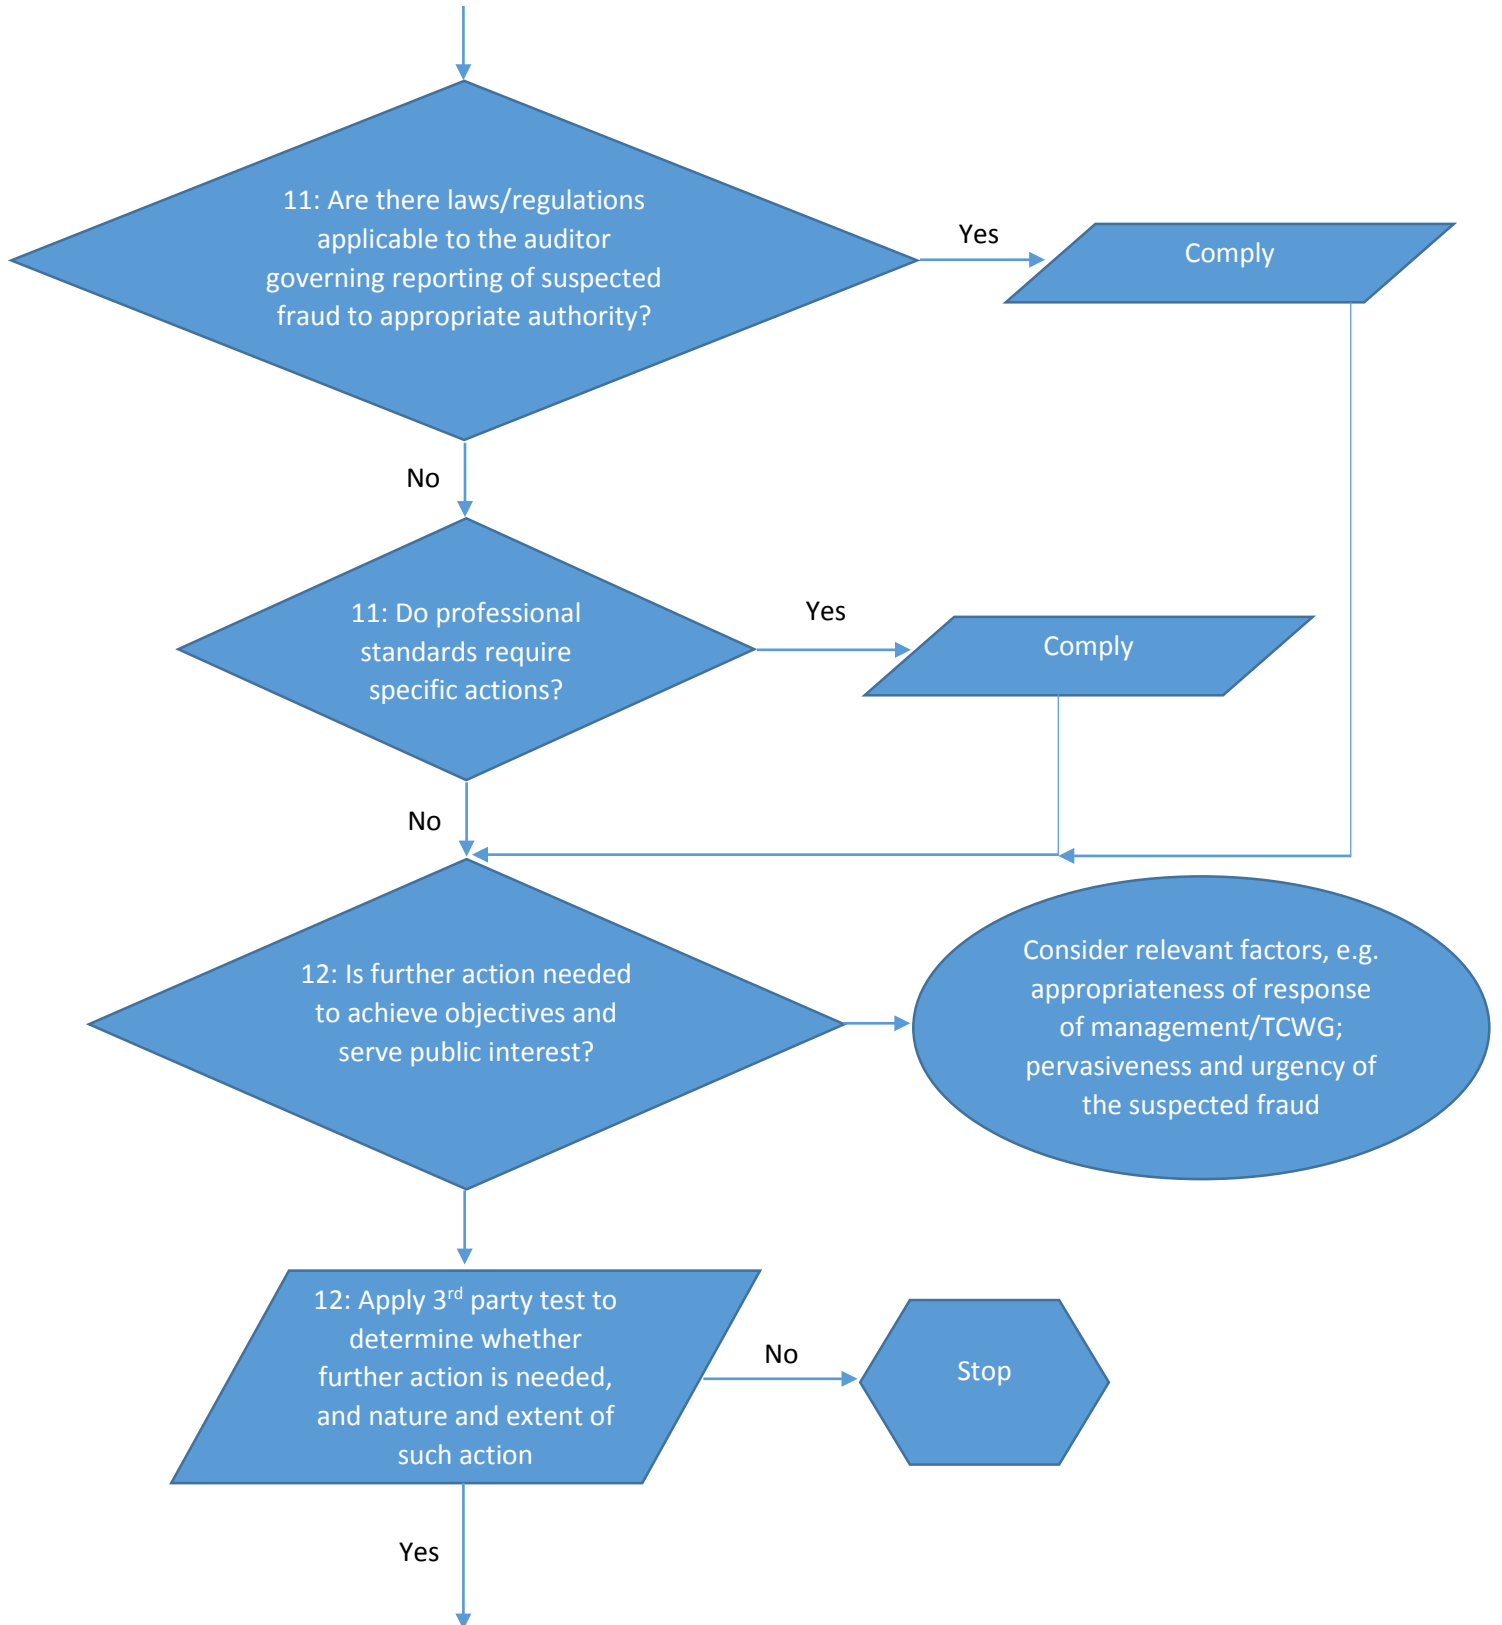 11: Are there laws/regulations
applicable to the auditor
governing reporting of suspected
fraud to appropriate authority?
Yes
Comply
No
11: Do professional
standards require
specific actions?
Yes
Comply
No
12: Is further action needed
to achieve objectives and
serve public interest?
Consider relevant factors, e.g.
appropriateness of response
of management/TCWG;
pervasiveness and urgency of
the suspected fraud
12: Apply 3rd party test to
determine whether
further action is needed,
and nature and extent of
such action
No
Stop
Yes